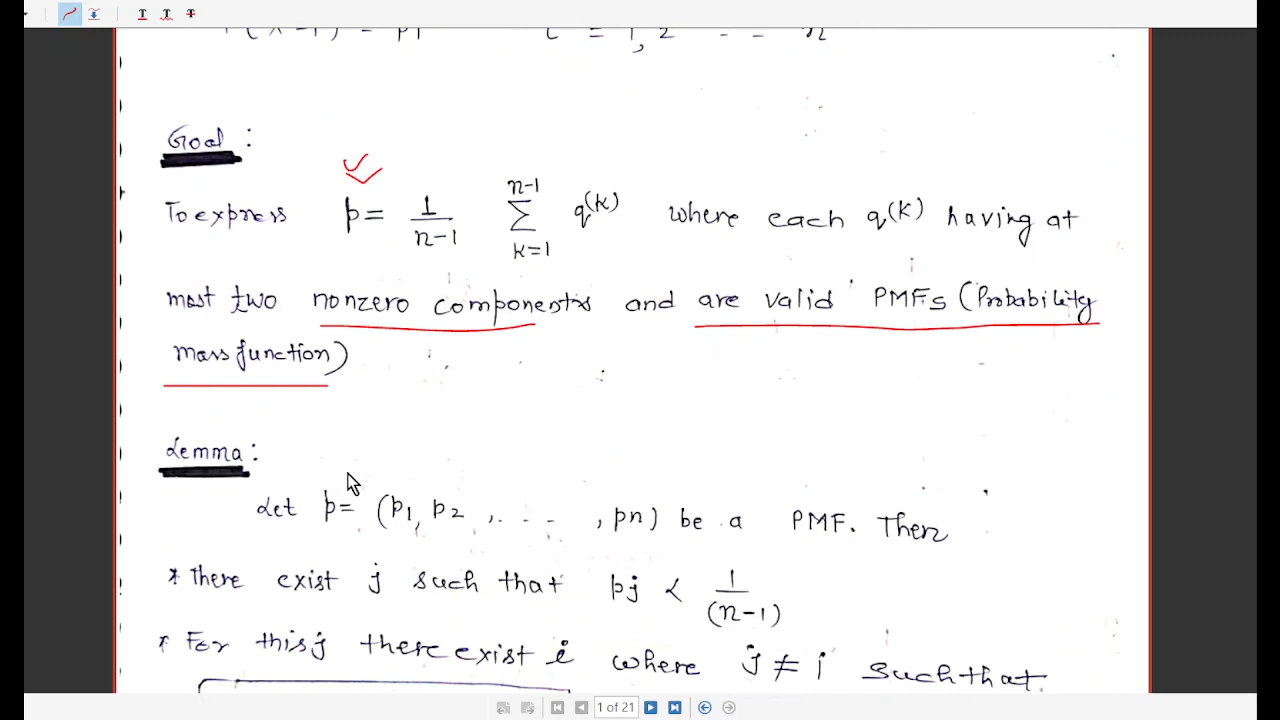 Goal :
To express p = 1/(n-1) Σ_{k=1}^{n-1} q^(k) where each q^(k) having at
most two nonzero components and are valid PMFs (Probability
mass function)
Lemma :
Let p = (p1, p2, . . . . , pn) be a PMF. Then
* There exist j such that pj < 1/(n-1)
* For this j there exist i where j ≠ i such that
1 of 21